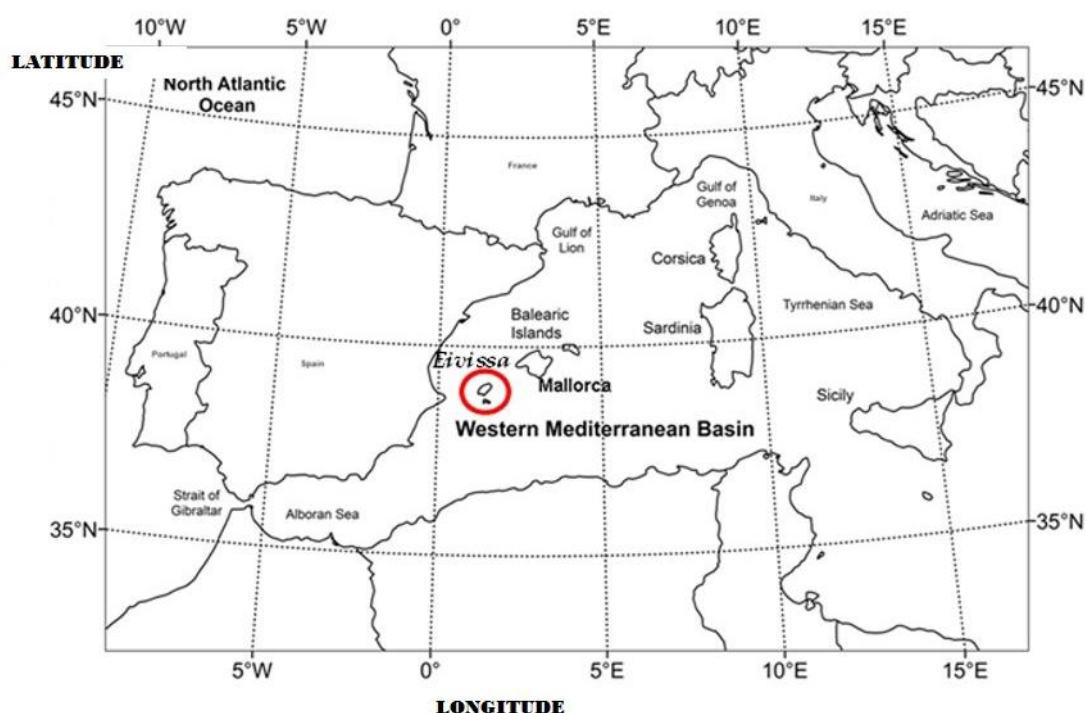 10°W 5°W 0° 5°E 10°E 15°E
LATITUDE
North Atlantic
Ocean
45°N 45°N
France
Gulf of
Genoa
Italy
Adriatic Sea
Gulf of
Lion
Corsica
40°N 40°N
Balearic
Islands
Tyrrhenian Sea
Sardinia
Portugal
Spain
Eivissa
Mallorca
Sicily
Western Mediterranean Basin
Strait of
Gibraltar
Alboran Sea
35°N 35°N
5°W 0° 5°E 10°E 15°E
LONGITUDE